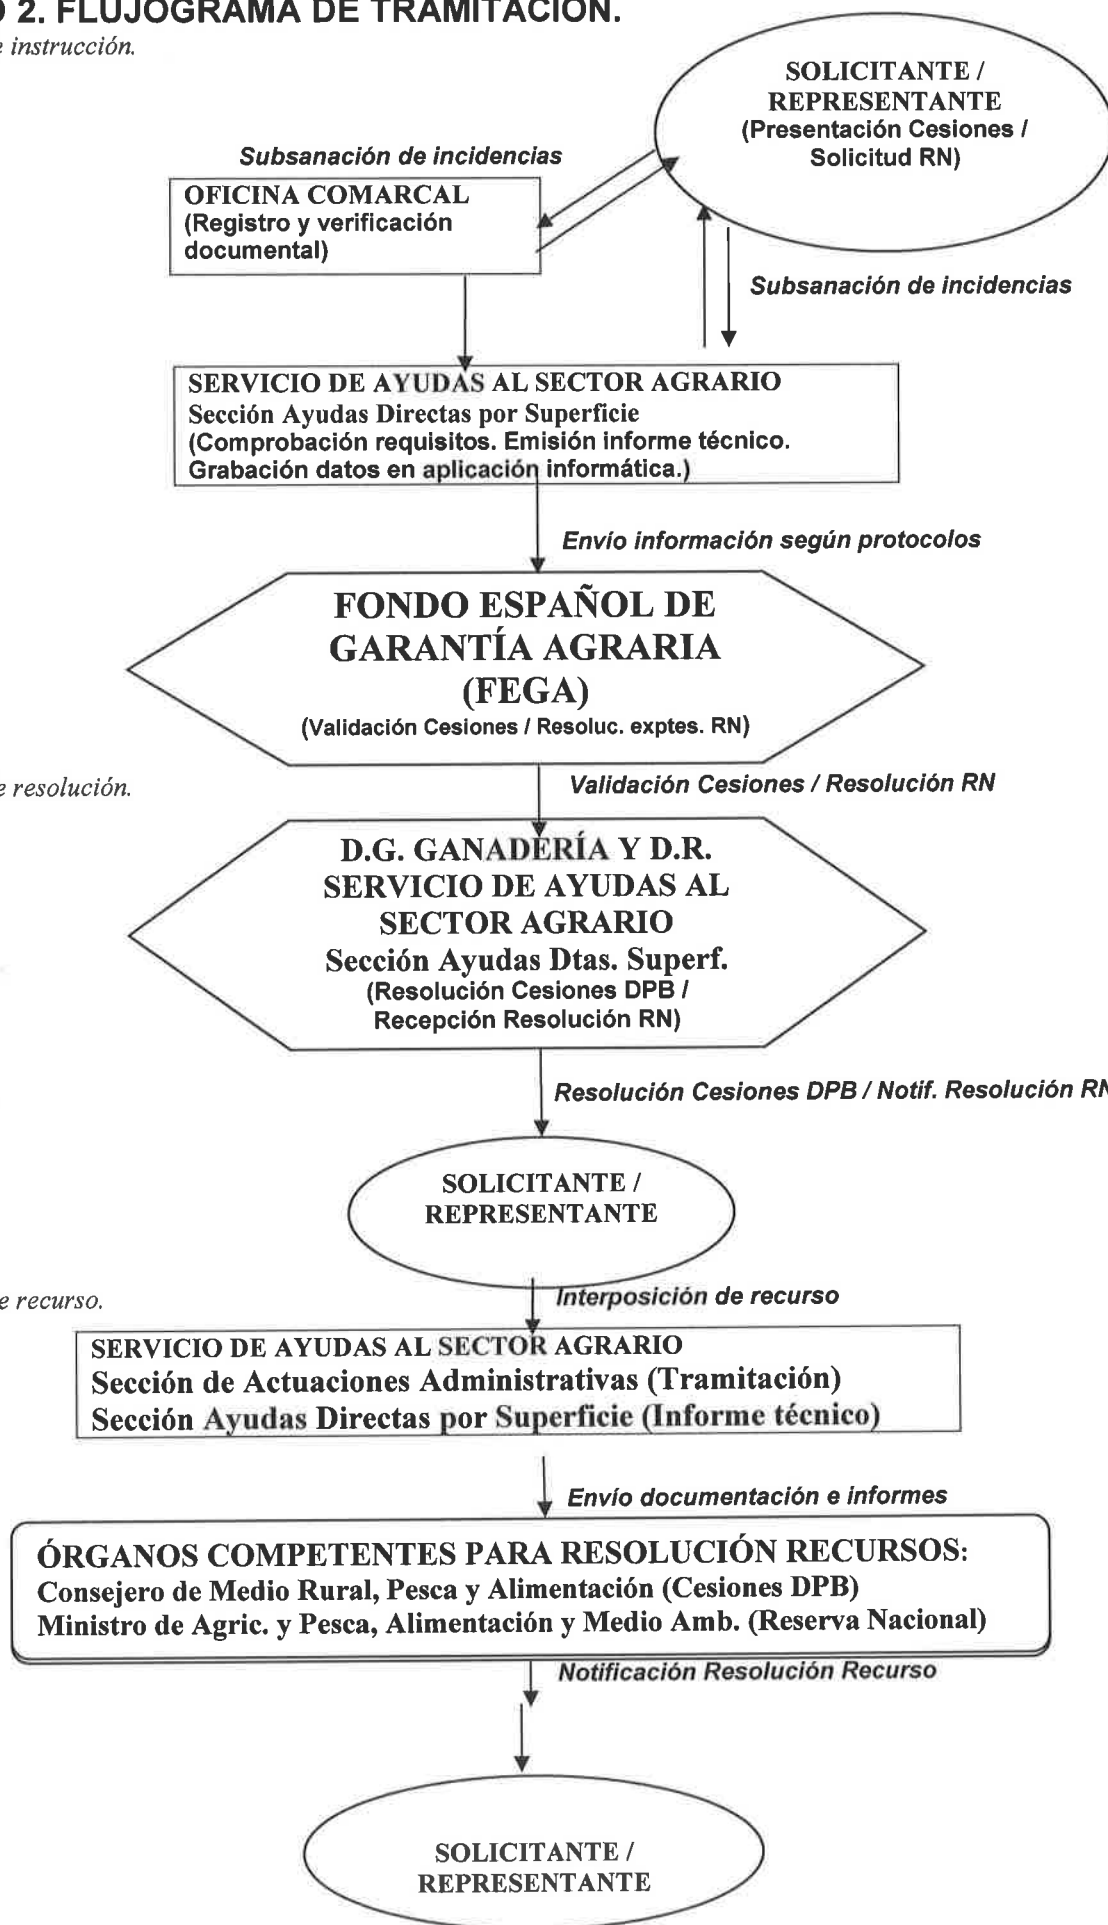 O 2. FLUJOGRAMA DE TRAMITACIÓN.
e instrucción.
SOLICITANTE /
REPRESENTANTE
(Presentación Cesiones /
Solicitud RN)
Subsanación de incidencias
OFICINA COMARCAL
(Registro y verificación
documental)
Subsanación de incidencias
SERVICIO DE AYUDAS AL SECTOR AGRARIO
Sección Ayudas Directas por Superficie
(Comprobación requisitos. Emisión informe técnico.
Grabación datos en aplicación informática.)
Envío información según protocolos
FONDO ESPAÑOL DE
GARANTÍA AGRARIA
(FEGA)
(Validación Cesiones / Resoluc. exptes. RN)
Validación Cesiones / Resolución RN
e resolución.
D.G. GANADERÍA Y D.R.
SERVICIO DE AYUDAS AL
SECTOR AGRARIO
Sección Ayudas Dtas. Superf.
(Resolución Cesiones DPB /
Recepción Resolución RN)
Resolución Cesiones DPB / Notif. Resolución RN
SOLICITANTE /
REPRESENTANTE
e recurso.
Interposición de recurso
SERVICIO DE AYUDAS AL SECTOR AGRARIO
Sección de Actuaciones Administrativas (Tramitación)
Sección Ayudas Directas por Superficie (Informe técnico)
Envío documentación e informes
ÓRGANOS COMPETENTES PARA RESOLUCIÓN RECURSOS:
Consejero de Medio Rural, Pesca y Alimentación (Cesiones DPB)
Ministro de Agric. y Pesca, Alimentación y Medio Amb. (Reserva Nacional)
Notificación Resolución Recurso
SOLICITANTE /
REPRESENTANTE